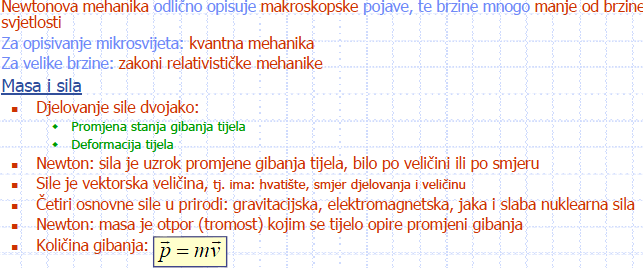 Newtonova mehanika odlično opisuje makroskopske pojave, te brzine mnogo manje od brzine
svjetlosti
Za opisivanje mikrosvijeta: kvantna mehanika
Za velike brzine: zakoni relativističke mehanike
Masa i sila
▪ Djelovanje sile dvojako:
◆ Promjena stanja gibanja tijela
◆ Deformacija tijela
▪ Newton: sila je uzrok promjene gibanja tijela, bilo po veličini ili po smjeru
▪ Sile je vektorska veličina, tj. ima: hvatište, smjer djelovanja i veličinu
▪ Četiri osnovne sile u prirodi: gravitacijska, elektromagnetska, jaka i slaba nuklearna sila
▪ Newton: masa je otpor (tromost) kojim se tijelo opire promjeni gibanja
▪ Količina gibanja: p⃗ = mv⃗